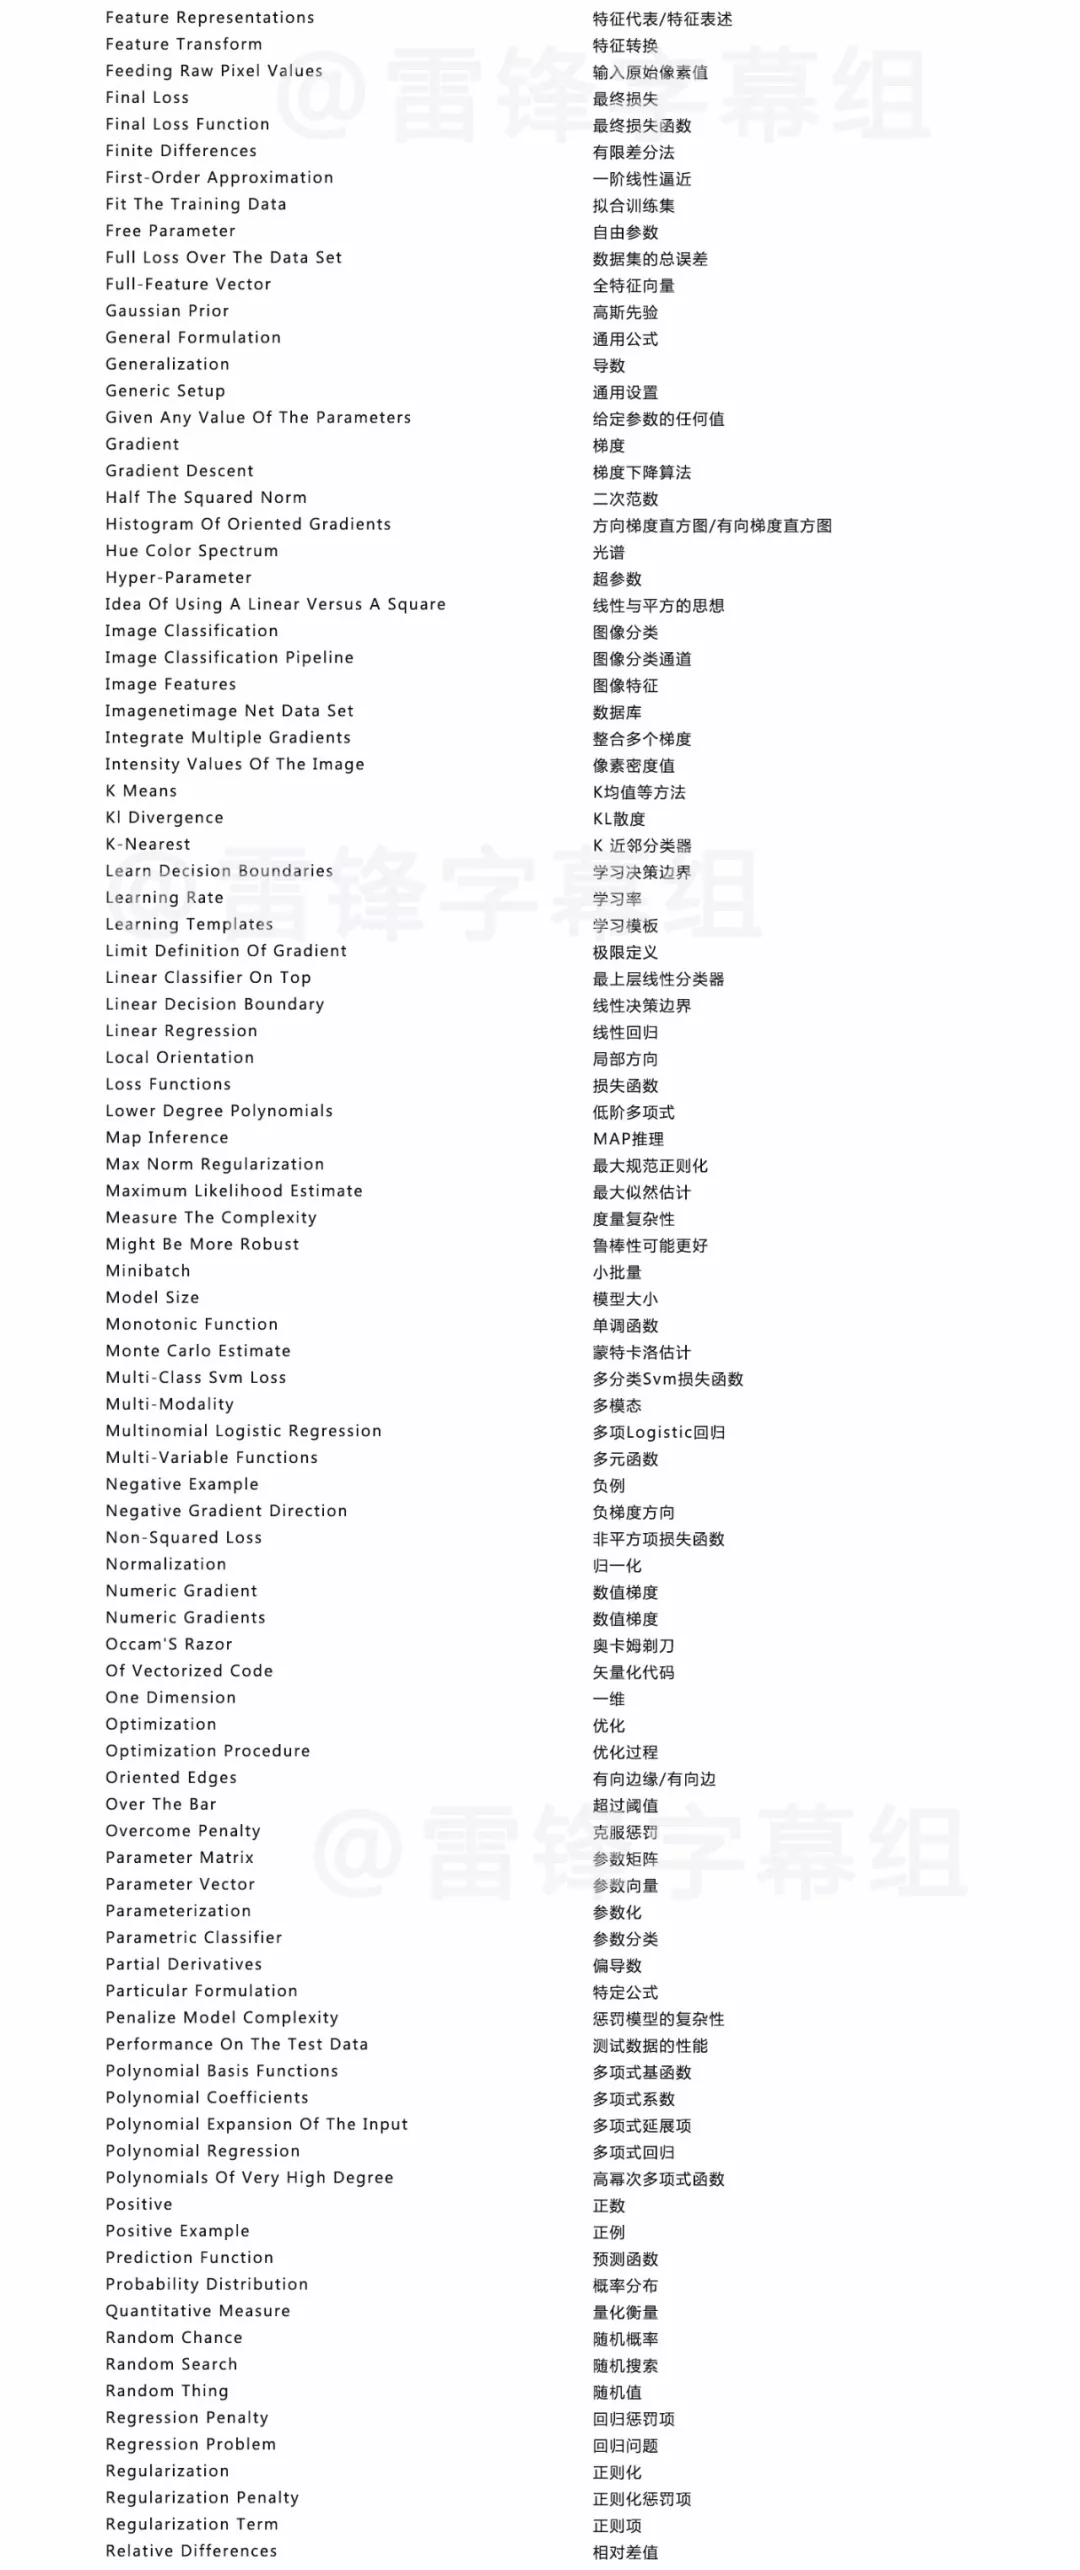 Feature Representations 特征代表/特征表述
Feature Transform 特征转换
Feeding Raw Pixel Values 输入原始像素值
@雷锋字幕组
Final Loss 最终损失
Final Loss Function 最终损失函数
Finite Differences 有限差分法
First-Order Approximation 一阶线性逼近
Fit The Training Data 拟合训练集
Free Parameter 自由参数
Full Loss Over The Data Set 数据集的总误差
Full-Feature Vector 全特征向量
Gaussian Prior 高斯先验
General Formulation 通用公式
Generalization 导数
Generic Setup 通用设置
Given Any Value Of The Parameters 给定参数的任何值
Gradient 梯度
Gradient Descent 梯度下降算法
Half The Squared Norm 二次范数
Histogram Of Oriented Gradients 方向梯度直方图/有向梯度直方图
Hue Color Spectrum 光谱
Hyper-Parameter 超参数
Idea Of Using A Linear Versus A Square 线性与平方的思想
Image Classification 图像分类
Image Classification Pipeline 图像分类通道
Image Features 图像特征
Imagenetimage Net Data Set 数据库
Integrate Multiple Gradients 整合多个梯度
Intensity Values Of The Image 像素密度值
K Means K均值等方法
Kl Divergence KL散度
K-Nearest K 近邻分类器
Learn Decision Boundaries 学习决策边界
@雷锋字幕组
Learning Rate 学习率
Learning Templates 学习模板
Limit Definition Of Gradient 极限定义
Linear Classifier On Top 最上层线性分类器
Linear Decision Boundary 线性决策边界
Linear Regression 线性回归
Local Orientation 局部方向
Loss Functions 损失函数
Lower Degree Polynomials 低阶多项式
Map Inference MAP推理
Max Norm Regularization 最大规范正则化
Maximum Likelihood Estimate 最大似然估计
Measure The Complexity 度量复杂性
Might Be More Robust 鲁棒性可能更好
Minibatch 小批量
Model Size 模型大小
Monotonic Function 单调函数
Monte Carlo Estimate 蒙特卡洛估计
Multi-Class Svm Loss 多分类Svm损失函数
Multi-Modality 多模态
Multinomial Logistic Regression 多项Logistic回归
Multi-Variable Functions 多元函数
Negative Example 负例
Negative Gradient Direction 负梯度方向
Non-Squared Loss 非平方项损失函数
Normalization 归一化
Numeric Gradient 数值梯度
Numeric Gradients 数值梯度
Occam'S Razor 奥卡姆剃刀
Of Vectorized Code 矢量化代码
One Dimension 一维
Optimization 优化
Optimization Procedure 优化过程
Oriented Edges 有向边缘/有向边
Over The Bar 超过阈值
Overcome Penalty 克服惩罚
@雷锋字幕组
Parameter Matrix 参数矩阵
Parameter Vector 参数向量
Parameterization 参数化
Parametric Classifier 参数分类
Partial Derivatives 偏导数
Particular Formulation 特定公式
Penalize Model Complexity 惩罚模型的复杂性
Performance On The Test Data 测试数据的性能
Polynomial Basis Functions 多项式基函数
Polynomial Coefficients 多项式系数
Polynomial Expansion Of The Input 多项式延展项
Polynomial Regression 多项式回归
Polynomials Of Very High Degree 高幂次多项式函数
Positive 正数
Positive Example 正例
Prediction Function 预测函数
Probability Distribution 概率分布
Quantitative Measure 量化衡量
Random Chance 随机概率
Random Search 随机搜索
Random Thing 随机值
Regression Penalty 回归惩罚项
Regression Problem 回归问题
Regularization 正则化
Regularization Penalty 正则化惩罚项
Regularization Term 正则项
Relative Differences 相对差值